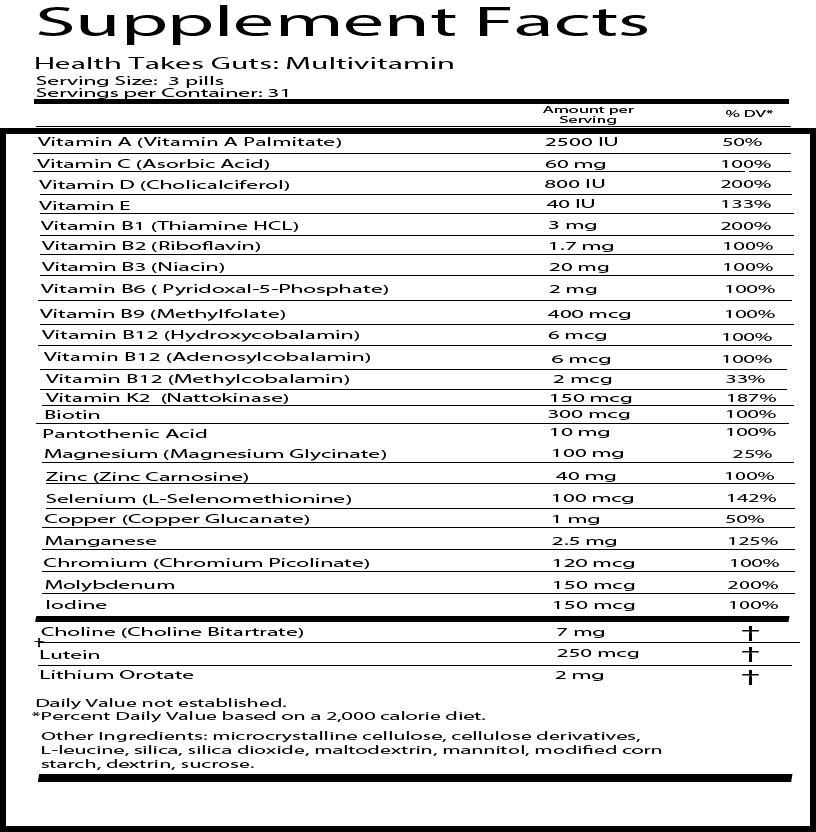 Supplement Facts
Health Takes Guts: Multivitamin
Serving Size:  3 pills
Servings per Container: 31
Amount per Serving % DV*
Vitamin A (Vitamin A Palmitate) 2500 IU 50%
Vitamin C (Asorbic Acid) 60 mg 100%
Vitamin D (Cholicalciferol) 800 IU 200%
Vitamin E 40 IU 133%
Vitamin B1 (Thiamine HCL) 3 mg 200%
Vitamin B2 (Riboflavin) 1.7 mg 100%
Vitamin B3 (Niacin) 20 mg 100%
Vitamin B6 ( Pyridoxal-5-Phosphate) 2 mg 100%
Vitamin B9 (Methylfolate) 400 mcg 100%
Vitamin B12 (Hydroxycobalamin) 6 mcg 100%
Vitamin B12 (Adenosylcobalamin) 6 mcg 100%
Vitamin B12 (Methylcobalamin) 2 mcg 33%
Vitamin K2  (Nattokinase) 150 mcg 187%
Biotin 300 mcg 100%
Pantothenic Acid 10 mg 100%
Magnesium (Magnesium Glycinate) 100 mg 25%
Zinc (Zinc Carnosine) 40 mg 100%
Selenium (L-Selenomethionine) 100 mcg 142%
Copper (Copper Glucanate) 1 mg 50%
Manganese 2.5 mg 125%
Chromium (Chromium Picolinate) 120 mcg 100%
Molybdenum 150 mcg 200%
Iodine 150 mcg 100%
Choline (Choline Bitartrate) 7 mg †
†
Lutein 250 mcg †
Lithium Orotate 2 mg †
Daily Value not established.
*Percent Daily Value based on a 2,000 calorie diet.
Other Ingredients: microcrystalline cellulose, cellulose derivatives,
L-leucine, silica, silica dioxide, maltodextrin, mannitol, modified corn
starch, dextrin, sucrose.